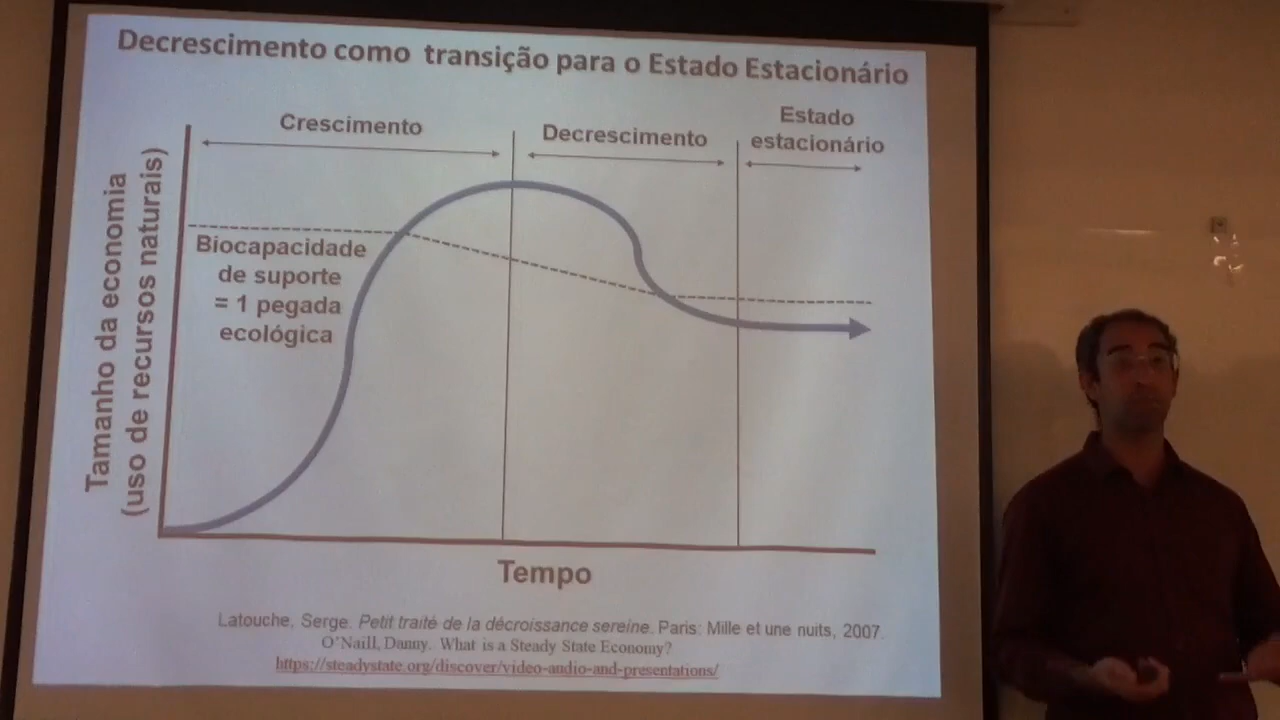 Decrescimento como transição para o Estado Estacionário
Crescimento
Decrescimento
Estado
estacionário
Tamanho da economia
(uso de recursos naturais)
Biocapacidade
de suporte
= 1 pegada
ecológica
Tempo
Latouche, Serge. Petit traité de la décroissance sereine. Paris: Mille et une nuits, 2007.
O'Naill, Danny. What is a Steady State Economy?
https://steadystate.org/discover/video-audio-and-presentations/